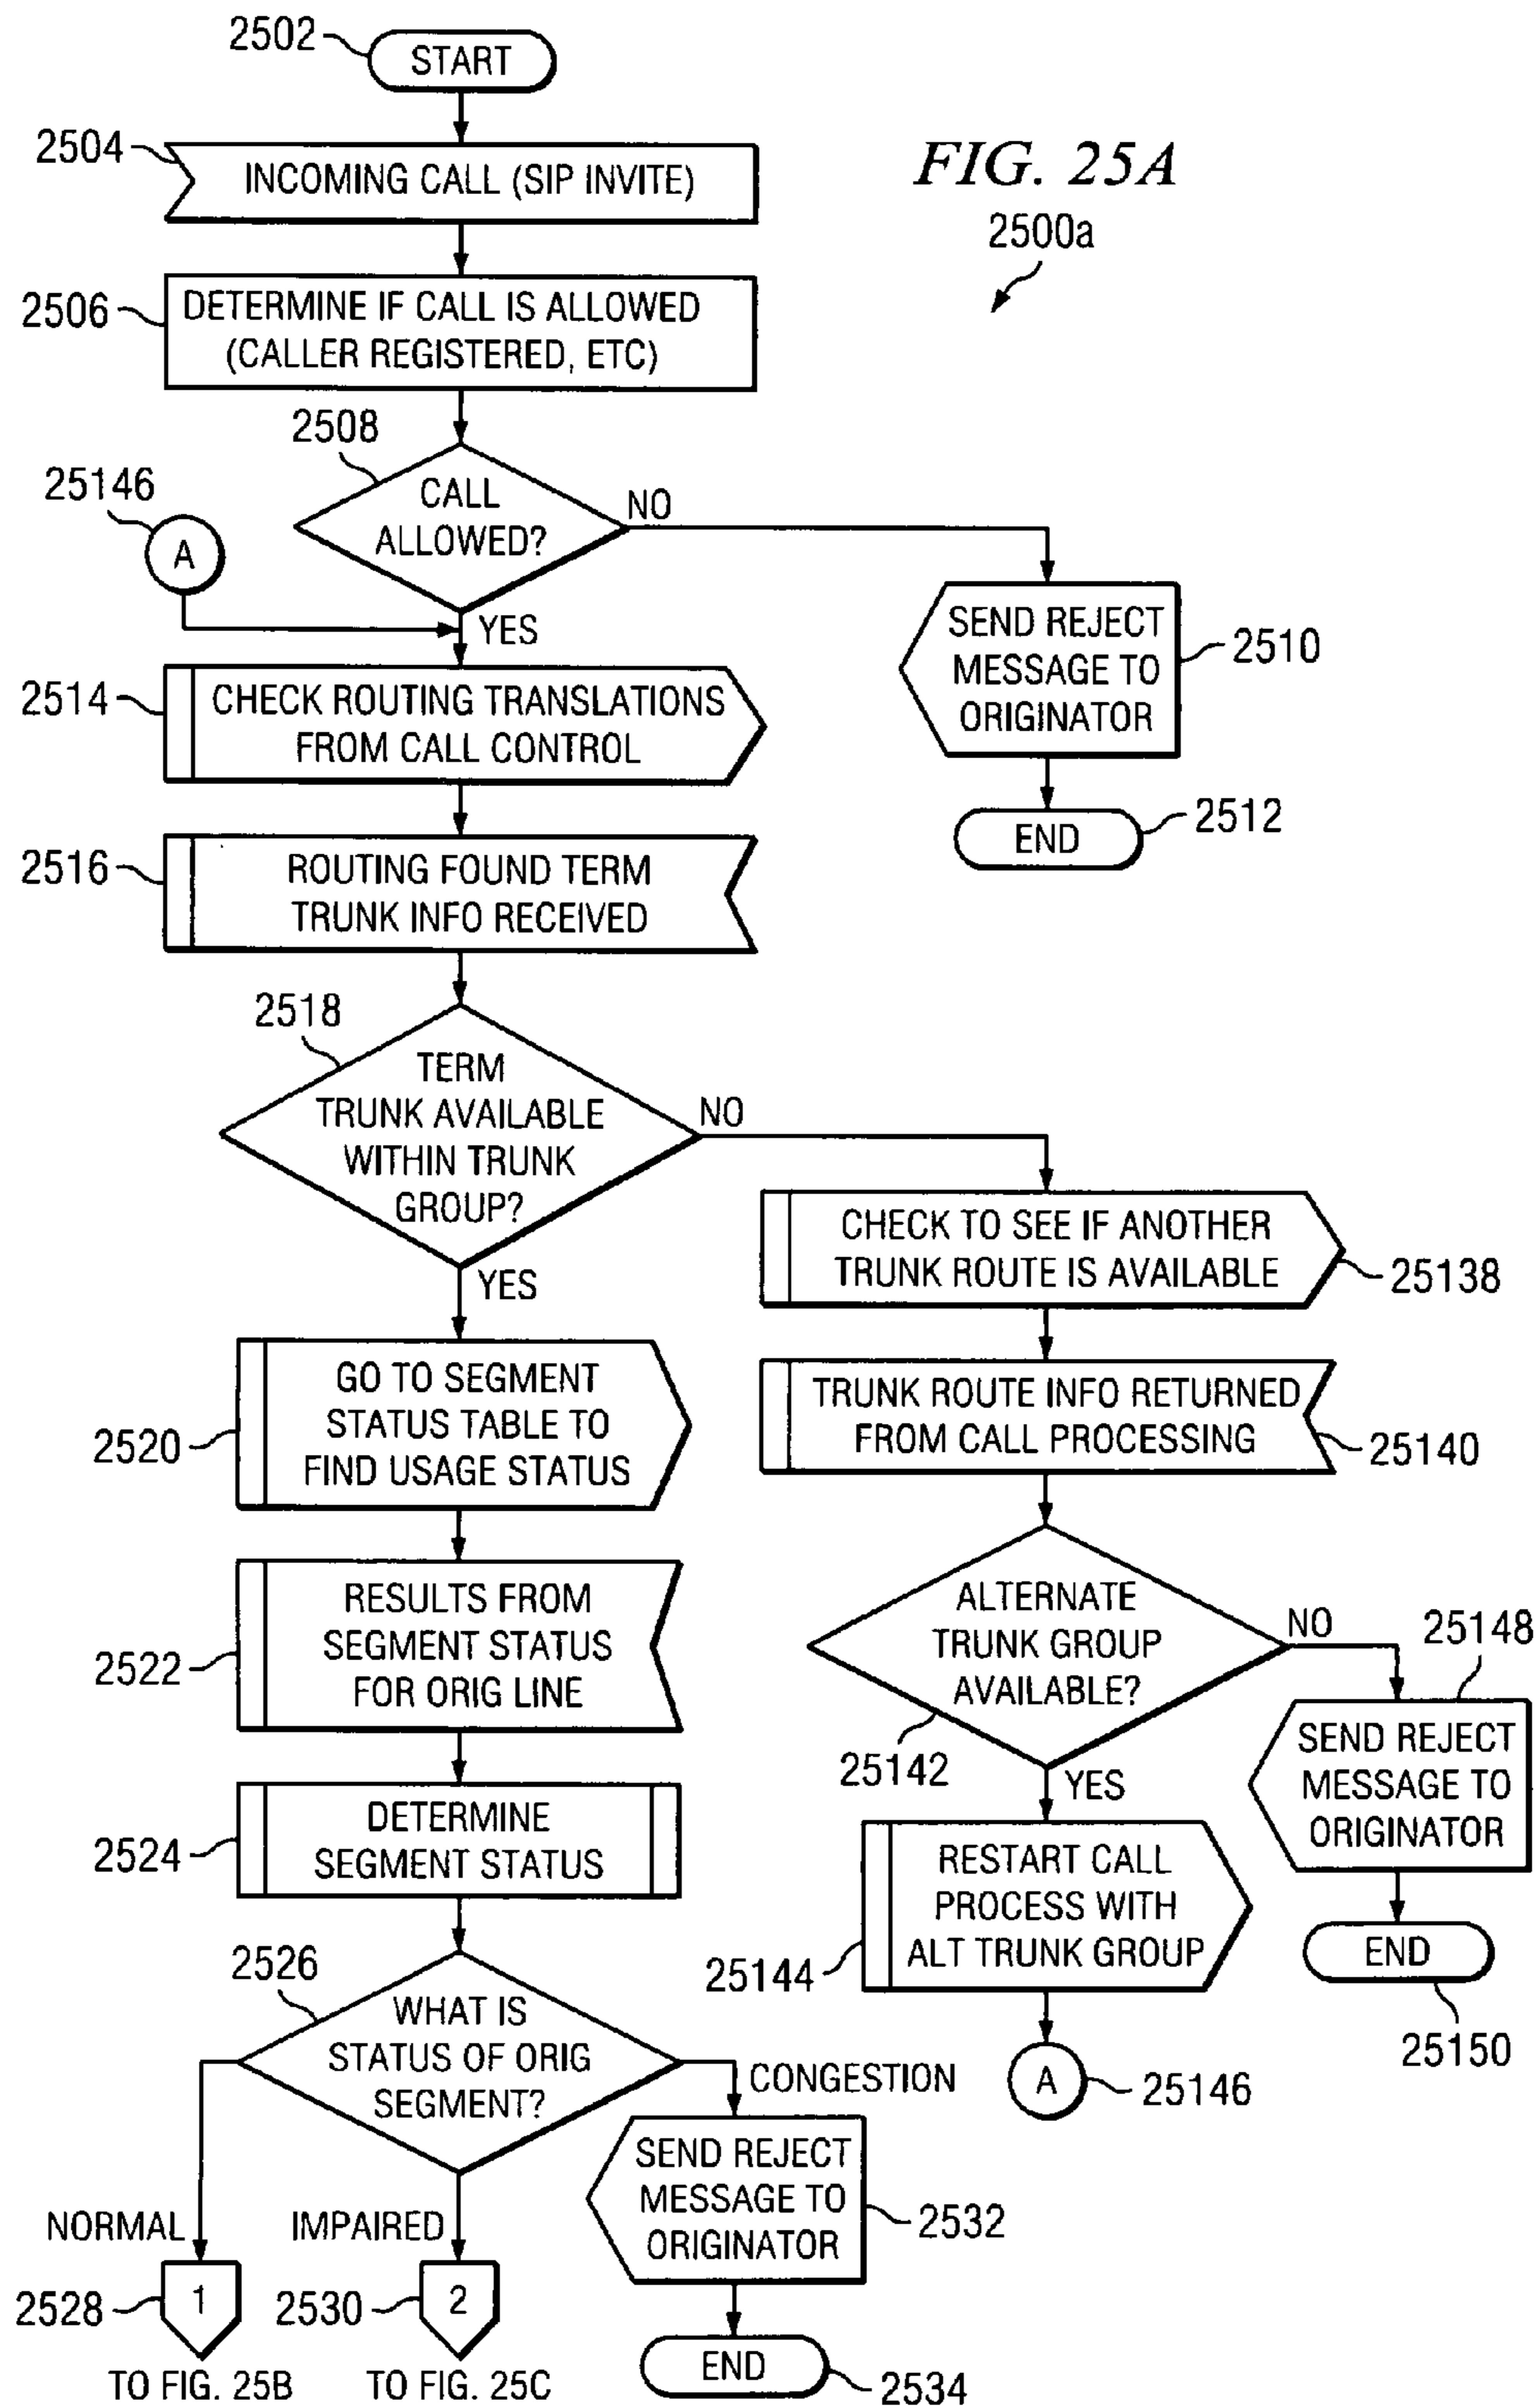 2502
START
FIG. 25A
2500a
2504
INCOMING CALL (SIP INVITE)
2506
DETERMINE IF CALL IS ALLOWED
(CALLER REGISTERED, ETC)
2508
CALL
ALLOWED?
NO
YES
25146
A
SEND REJECT
MESSAGE TO
ORIGINATOR
2510
END
2512
2514
CHECK ROUTING TRANSLATIONS
FROM CALL CONTROL
2516
ROUTING FOUND TERM
TRUNK INFO RECEIVED
2518
TERM
TRUNK AVAILABLE
WITHIN TRUNK
GROUP?
NO
YES
CHECK TO SEE IF ANOTHER
TRUNK ROUTE IS AVAILABLE
25138
TRUNK ROUTE INFO RETURNED
FROM CALL PROCESSING
25140
2520
GO TO SEGMENT
STATUS TABLE TO
FIND USAGE STATUS
2522
RESULTS FROM
SEGMENT STATUS
FOR ORIG LINE
ALTERNATE
TRUNK GROUP
AVAILABLE?
25142
NO
YES
25148
SEND REJECT
MESSAGE TO
ORIGINATOR
END
25150
2524
DETERMINE
SEGMENT STATUS
25144
RESTART CALL
PROCESS WITH
ALT TRUNK GROUP
A
25146
2526
WHAT IS
STATUS OF ORIG
SEGMENT?
CONGESTION
NORMAL
IMPAIRED
SEND REJECT
MESSAGE TO
ORIGINATOR
2532
2528
1
2530
2
TO FIG. 25B
TO FIG. 25C
END
2534